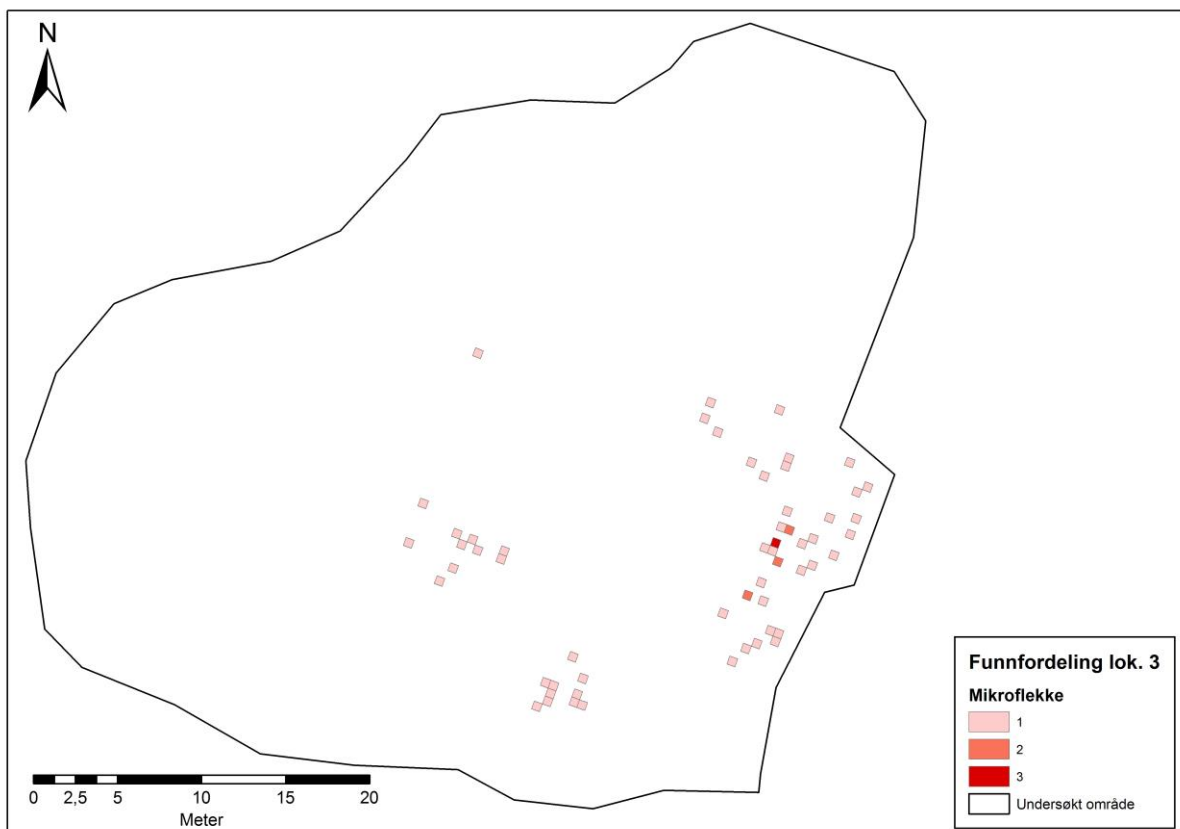 N
Funnfordeling lok. 3
Mikroflekke
1
2
3
Undersøkt område
0 2,5 5 10 15 20
Meter